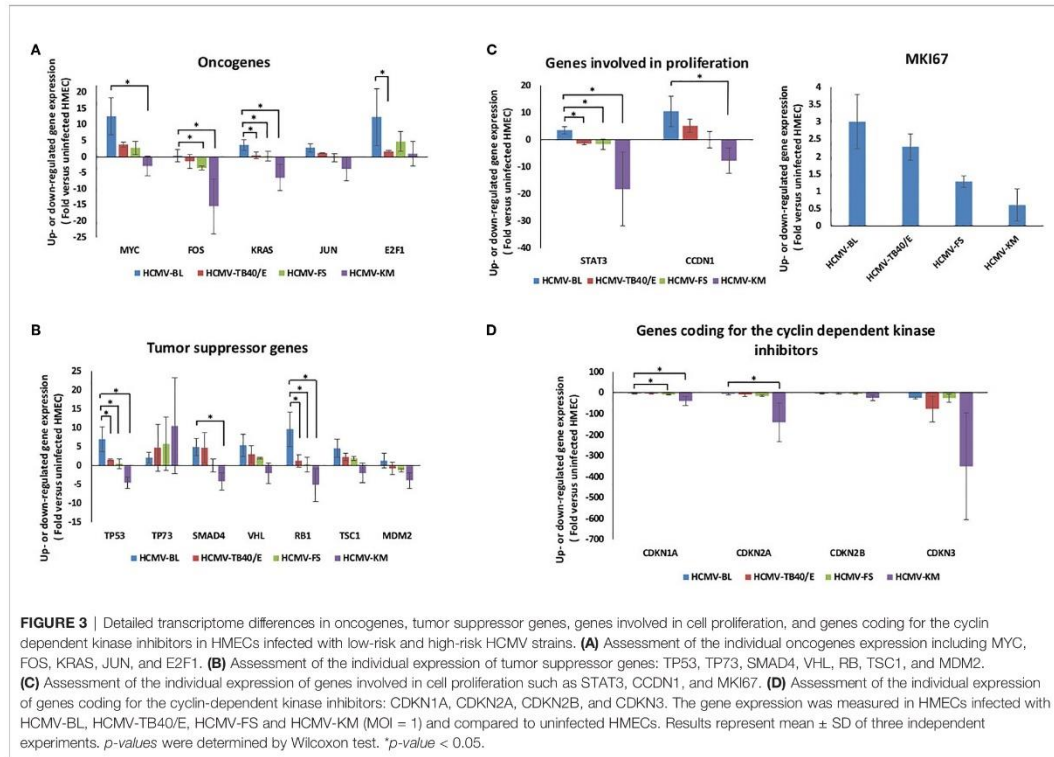 A
Oncogenes
Up- or down-regulated gene expression
( Fold versus uninfected HMEC)
25
20
15
10
5
0
-5
-10
-15
-20
-25
*
*
*
*
*
*
*
MYC FOS KRAS JUN E2F1
HCMV-BL HCMV-TB40/E HCMV-FS HCMV-KM
C
Genes involved in proliferation
Up- or down-regulated gene expression
( Fold versus uninfected HMEC)
20
10
0
-10
-20
-30
-40
*
*
*
*
STAT3 CCDN1
HCMV-BL HCMV-TB40/E HCMV-FS HCMV-KM
MKI67
Up- or down-regulated gene expression
( Fold versus uninfected HMEC)
4
3.5
3
2.5
2
1.5
1
0.5
0
HCMV-BL HCMV-TB40/E HCMV-FS HCMV-KM
B
Tumor suppressor genes
Up- or down-regulated gene expression
( Fold versus uninfected HMEC)
25
20
15
10
5
0
-5
-10
*
*
*
*
*
*
*
TP53 TP73 SMAD4 VHL RB1 TSC1 MDM2
HCMV-BL HCMV-TB40/E HCMV-FS HCMV-KM
D
Genes coding for the cyclin dependent kinase
inhibitors
Up- or down-regulated gene expression
( Fold versus uninfected HMEC)
100
0
-100
-200
-300
-400
-500
-600
-700
*
*
*
CDKN1A CDKN2A CDKN2B CDKN3
HCMV-BL HCMV-TB40/E HCMV-FS HCMV-KM
FIGURE 3 | Detailed transcriptome differences in oncogenes, tumor suppressor genes, genes involved in cell proliferation, and genes coding for the cyclin
dependent kinase inhibitors in HMECs infected with low-risk and high-risk HCMV strains. (A) Assessment of the individual oncogenes expression including MYC,
FOS, KRAS, JUN, and E2F1. (B) Assessment of the individual expression of tumor suppressor genes: TP53, TP73, SMAD4, VHL, RB, TSC1, and MDM2.
(C) Assessment of the individual expression of genes involved in cell proliferation such as STAT3, CCDN1, and MKI67. (D) Assessment of the individual expression
of genes coding for the cyclin-dependent kinase inhibitors: CDKN1A, CDKN2A, CDKN2B, and CDKN3. The gene expression was measured in HMECs infected with
HCMV-BL, HCMV-TB40/E, HCMV-FS and HCMV-KM (MOI = 1) and compared to uninfected HMECs. Results represent mean ± SD of three independent
experiments. p-values were determined by Wilcoxon test. *p-value < 0.05.